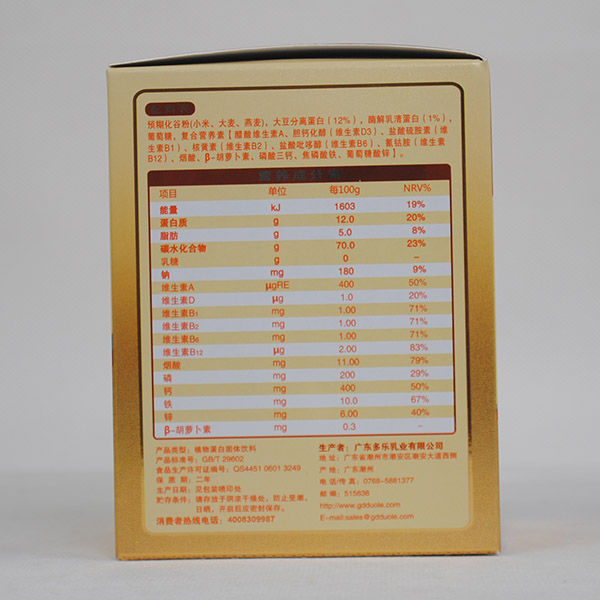 预糊化谷粉(小米、大麦、燕麦)，大豆分离蛋白（12%），酶解乳清蛋白（1%），
葡萄糖，复合营养素【醋酸维生素A、胆钙化醇（维生素D3）、盐酸硫胺素（维
生素B1）、核黄素（维生素B2）、盐酸吡哆醇（维生素B6）、氰钴胺（维生素
B12）、烟酸、β-胡萝卜素、磷酸三钙、焦磷酸铁、葡萄糖酸锌】。
营养成分表
项目 单位 每100g NRV%
能量 kJ 1603 19%
蛋白质 g 12.0 20%
脂肪 g 5.0 8%
碳水化合物 g 70.0 23%
乳糖 g 0 –
钠 mg 180 9%
维生素A μgRE 400 50%
维生素D μg 1.0 20%
维生素B1 mg 1.00 71%
维生素B2 mg 1.00 71%
维生素B6 mg 1.00 71%
维生素B12 μg 2.00 83%
烟酸 mg 11.00 79%
磷 mg 200 29%
钙 mg 400 50%
铁 mg 10.0 67%
锌 mg 6.00 40%
β-胡萝卜素 mg 0.3 –
产品类型：植物蛋白固体饮料
产品标准号：GB/T 29602
食品生产许可证编号：QS4451 0601 3249
保 质 期：二年
生产日期：见包装喷印处
贮存条件：请存放于阴凉干燥处，防止受潮、
日晒，开启后应密封保存。
消费者热线电话：4008309987
生产者：广东多乐乳业有限公司
地 址：广东省潮州市潮安区潮安大道西侧
产 地：广东潮州
电话/传真：0768-5881377
邮 编：515638
http://www.gdduole.com
E-mail:sales@gdduole.com